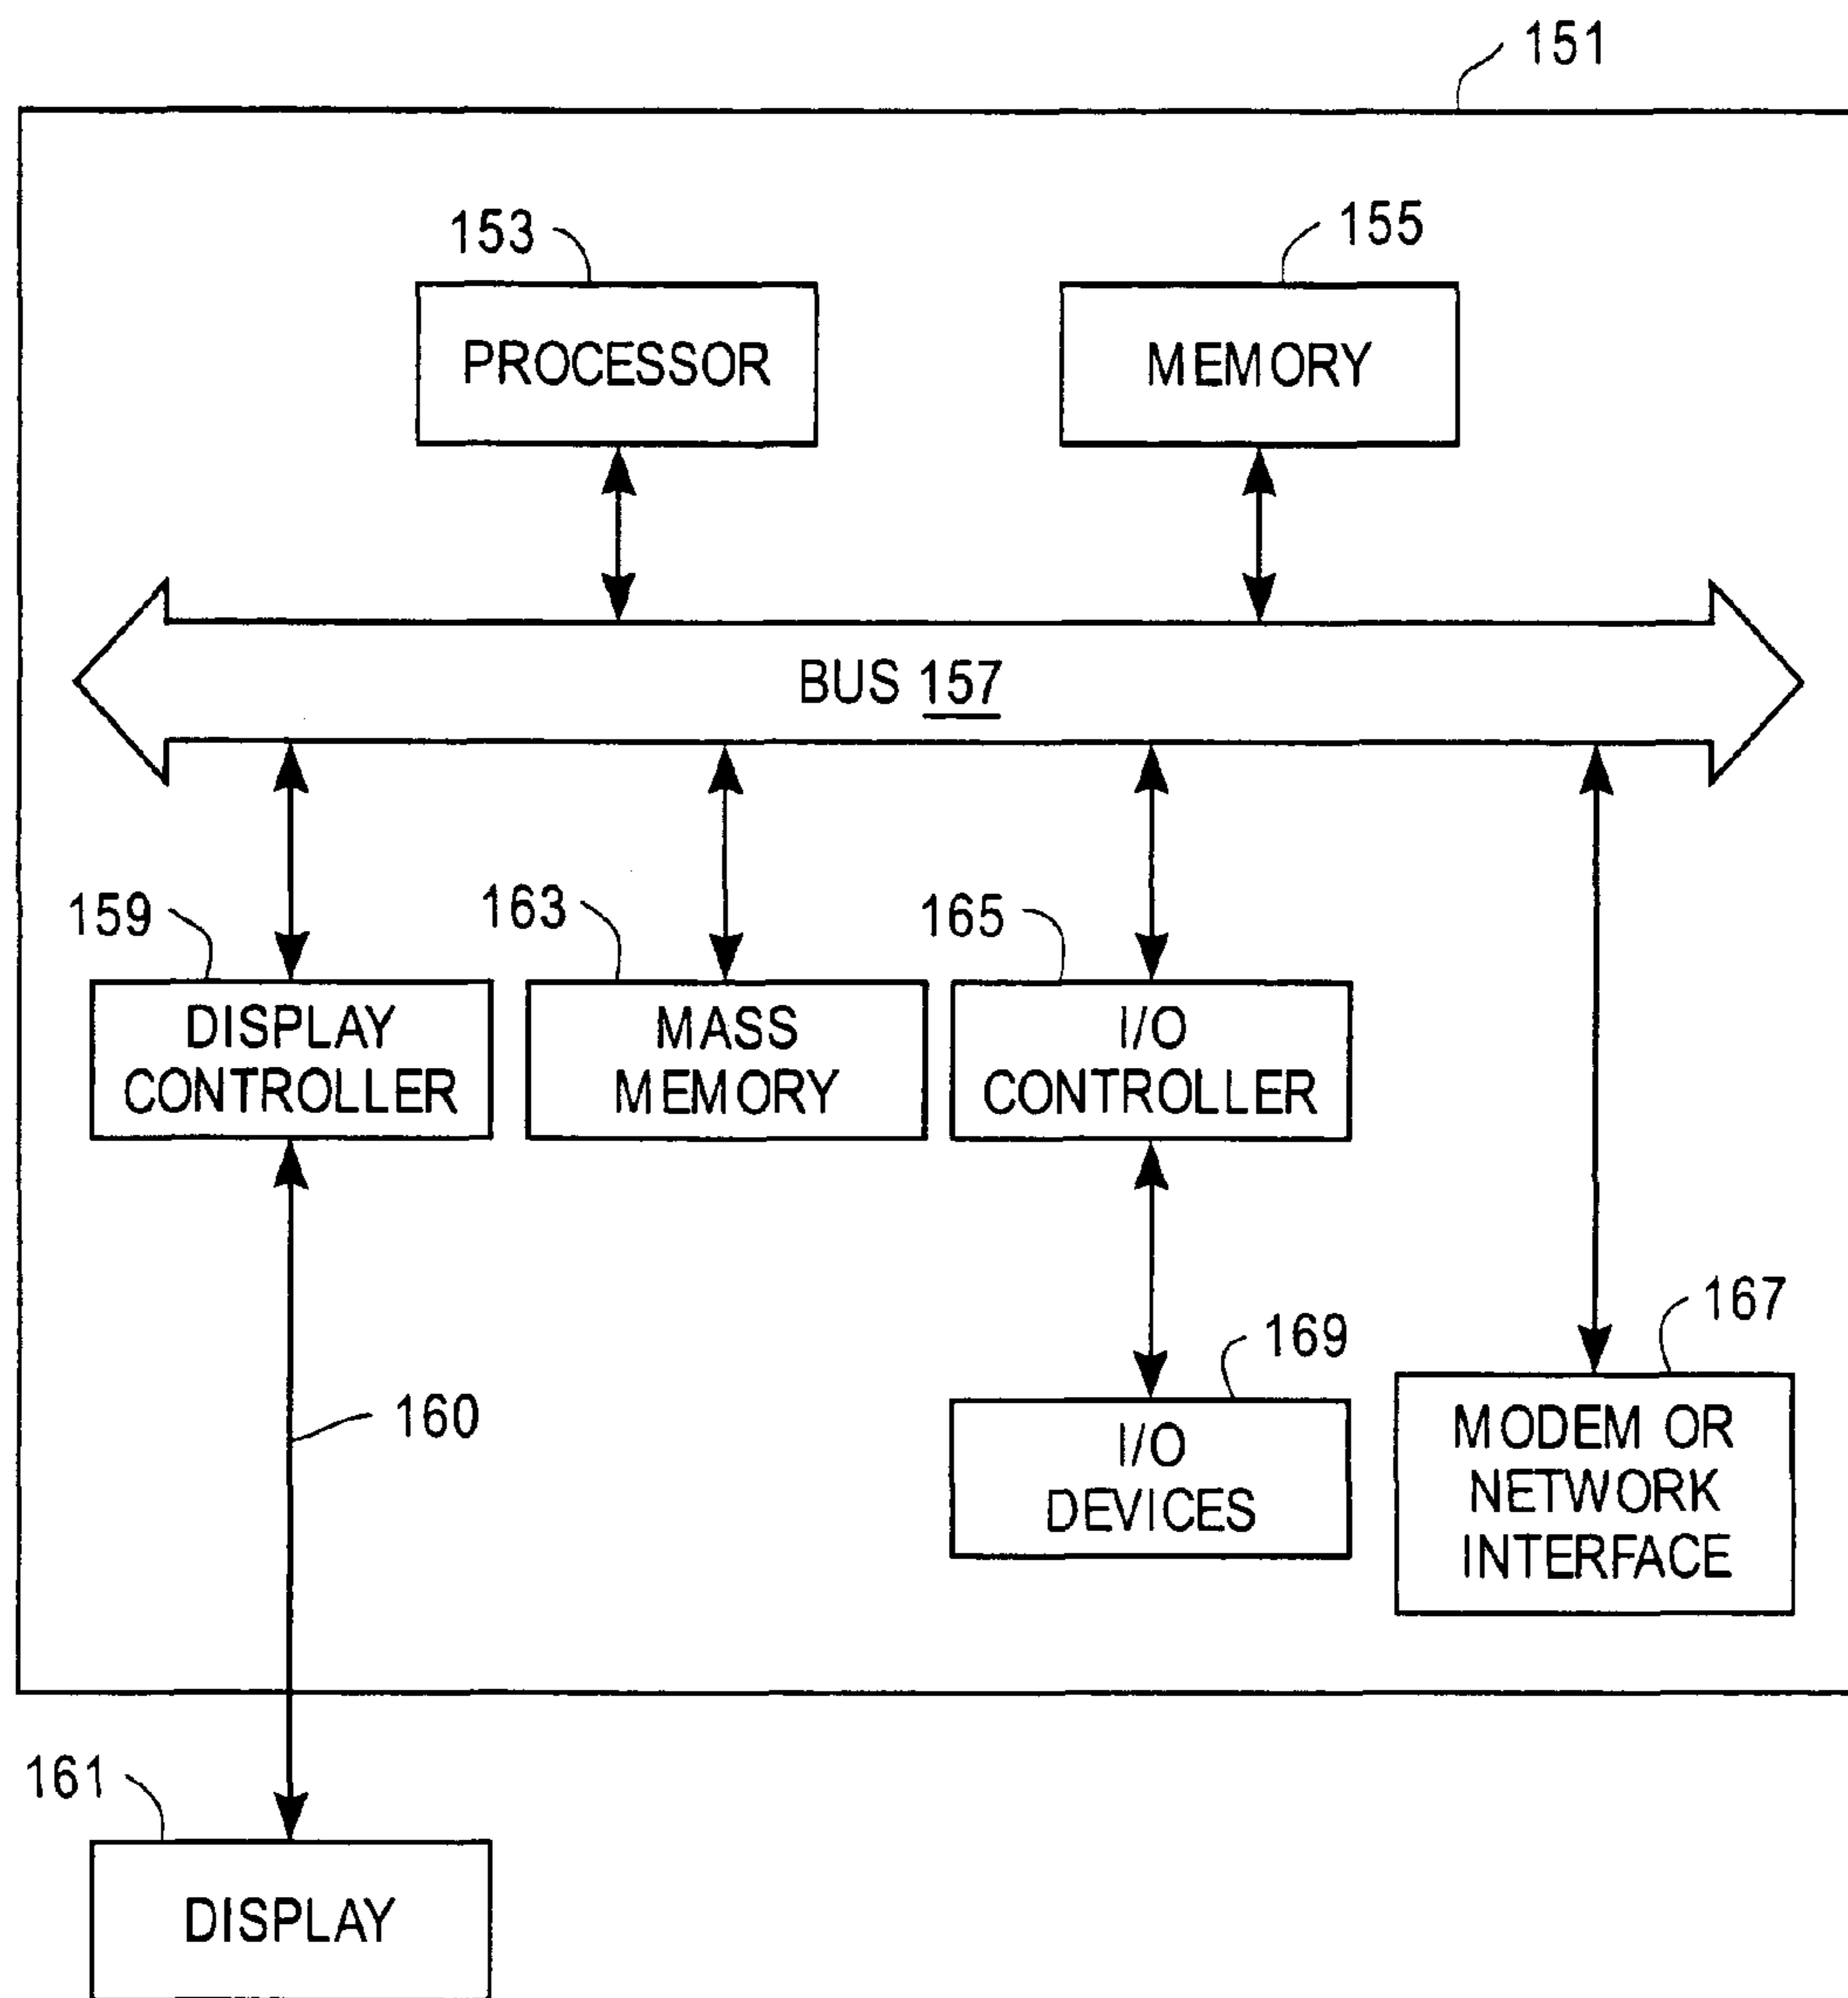 151
153
155
PROCESSOR
MEMORY
BUS 157
159
163
165
DISPLAY
CONTROLLER
MASS
MEMORY
I/O
CONTROLLER
167
169
160
I/O
DEVICES
MODEM OR
NETWORK
INTERFACE
161
DISPLAY